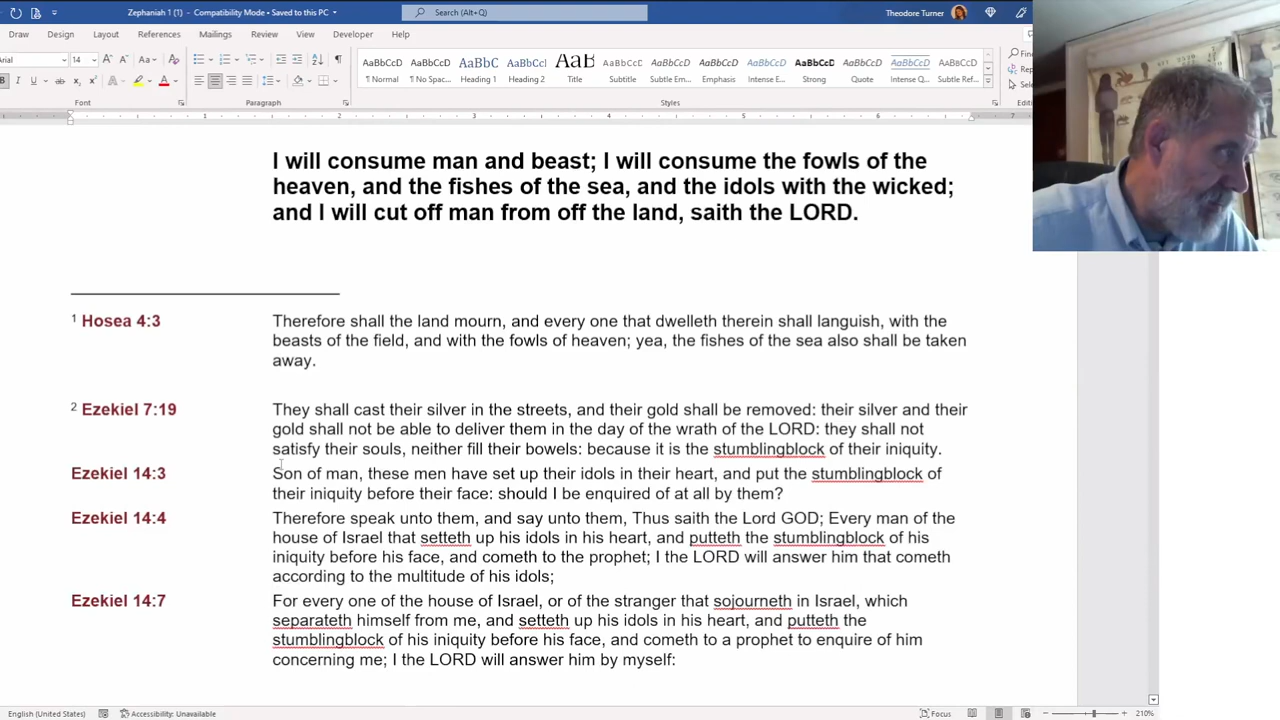 Zephaniah 1 {1} - Compatibility Mode • Saved to this PC
Search (Alt+Q)
Theodore Turner
Draw Design Layout References Mailings Review View Developer Help
Arial 14
Font Paragraph Styles
AaBbCcDd AaBbCcDd AaBbC AaBbCc AaB AaBbCcD AaBbCcD AaBbCcD AaBbCcD AaBbCcD AaBbCcD AaBbCcD AaBbCcD
¶ Normal ¶ No Spac... Heading 1 Heading 2 Title Subtitle Subtle Em... Emphasis Intense E... Strong Quote Intense Q... Subtle Ref...
1 2 3 4 5 6 7
I will consume man and beast; I will consume the fowls of the
heaven, and the fishes of the sea, and the idols with the wicked;
and I will cut off man from off the land, saith the LORD.
1 Hosea 4:3 Therefore shall the land mourn, and every one that dwelleth therein shall languish, with the
beasts of the field, and with the fowls of heaven; yea, the fishes of the sea also shall be taken
away.
2 Ezekiel 7:19 They shall cast their silver in the streets, and their gold shall be removed: their silver and their
gold shall not be able to deliver them in the day of the wrath of the LORD: they shall not
satisfy their souls, neither fill their bowels: because it is the stumblingblock of their iniquity.
Ezekiel 14:3 Son of man, these men have set up their idols in their heart, and put the stumblingblock of
their iniquity before their face: should I be enquired of at all by them?
Ezekiel 14:4 Therefore speak unto them, and say unto them, Thus saith the Lord GOD; Every man of the
house of Israel that setteth up his idols in his heart, and putteth the stumblingblock of his
iniquity before his face, and cometh to the prophet; I the LORD will answer him that cometh
according to the multitude of his idols;
Ezekiel 14:7 For every one of the house of Israel, or of the stranger that sojourneth in Israel, which
separateth himself from me, and setteth up his idols in his heart, and putteth the
stumblingblock of his iniquity before his face, and cometh to a prophet to enquire of him
concerning me; I the LORD will answer him by myself:
English (United States) Accessibility: Unavailable Focus 210%